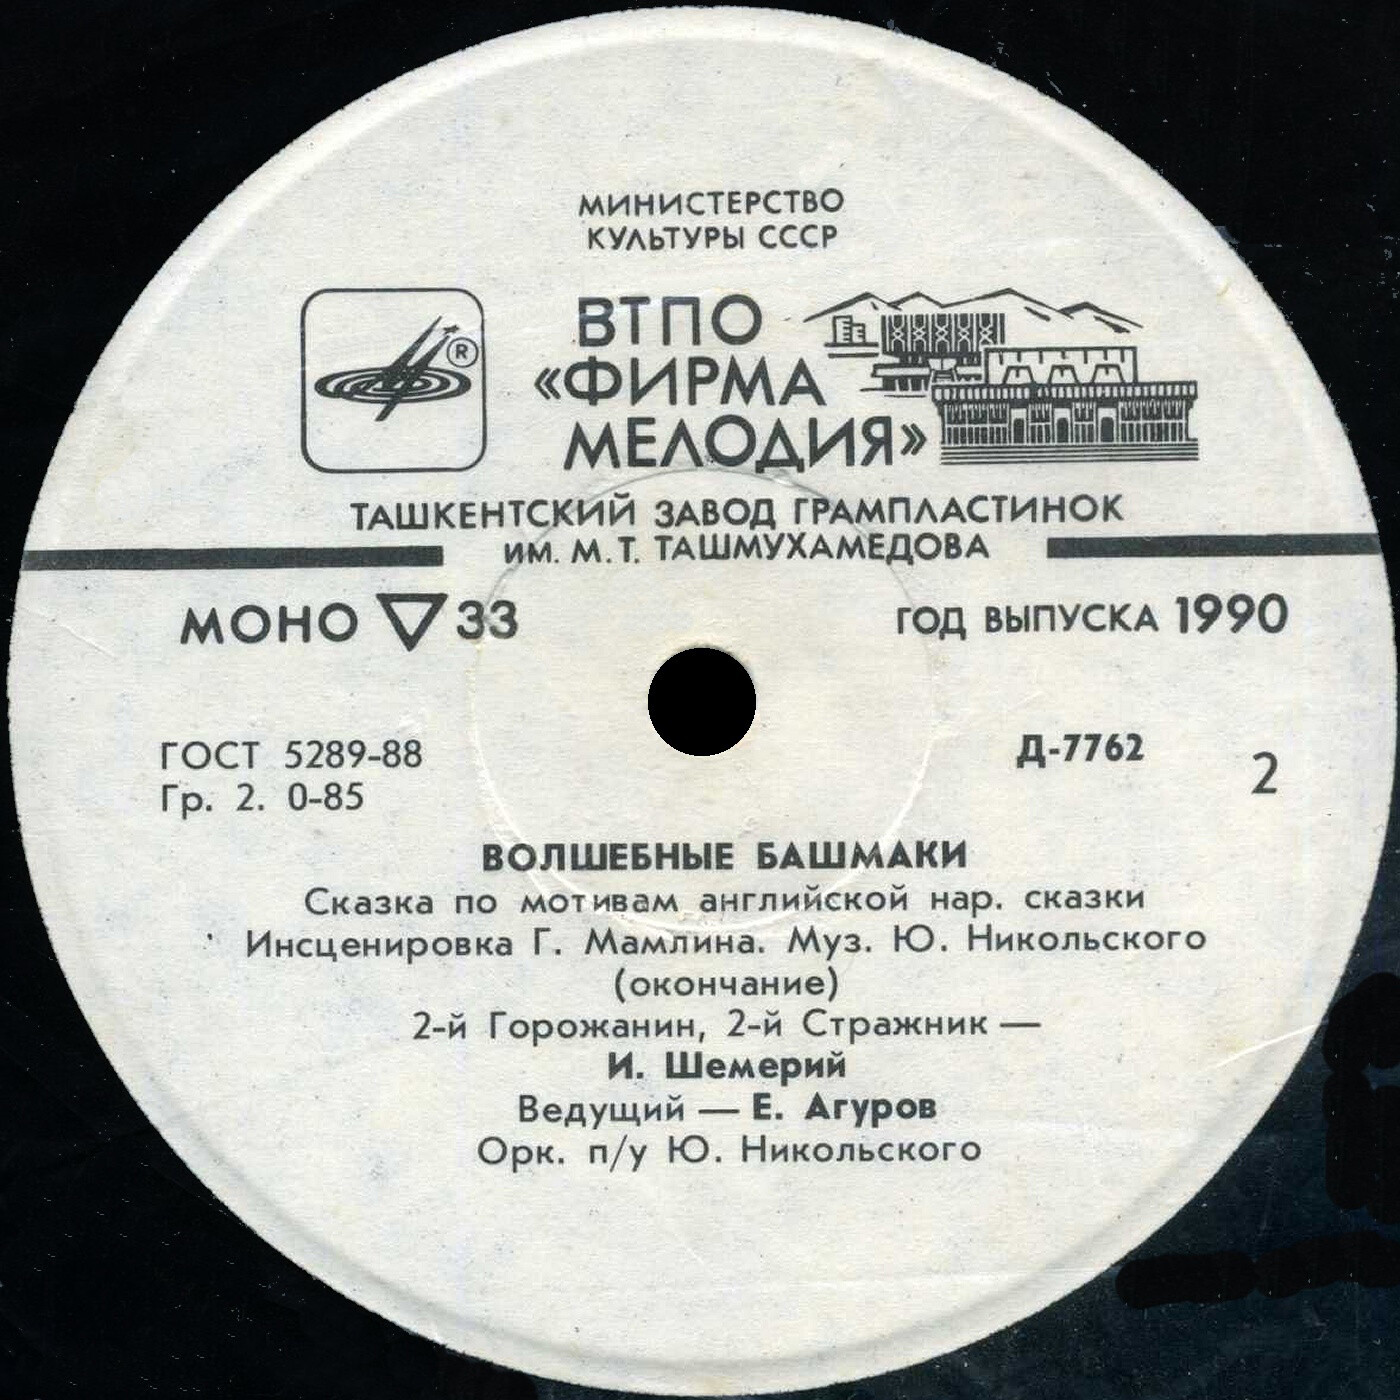 МИНИСТЕРСТВО
КУЛЬТУРЫ СССР
ВТПО
«ФИРМА
МЕЛОДИЯ»
®
ТАШКЕНТСКИЙ ЗАВОД ГРАМПЛАСТИНОК
ИМ. М. Т. ТАШМУХАМЕДОВА
МОНО ▽ 33
ГОД ВЫПУСКА 1990
ГОСТ 5289-88
Гр. 2. 0-85
Д-7762
2
ВОЛШЕБНЫЕ БАШМАКИ
Сказка по мотивам английской нар. сказки
Инсценировка Г. Мамлина. Муз. Ю. Никольского
(окончание)
2-й Горожанин, 2-й Стражник —
И. Шемерий
Ведущий — Е. Агуров
Орк. п/у Ю. Никольского